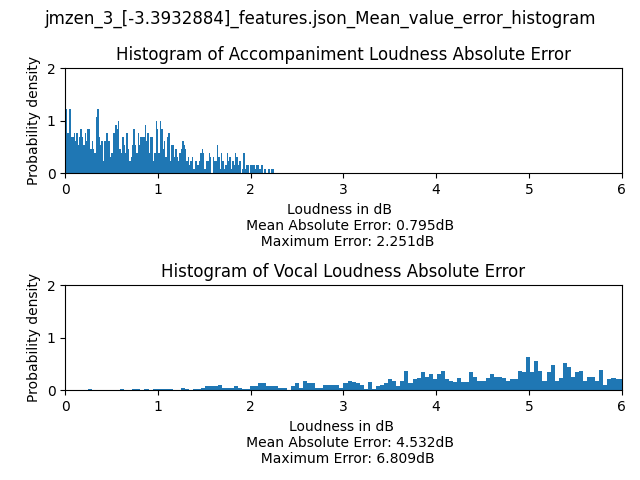 jmzen_3_[-3.3932884]_features.json_Mean_value_error_histogram
Histogram of Accompaniment Loudness Absolute Error
Probability density
2
1
0
0 1 2 3 4 5 6
Loudness in dB
Mean Absolute Error: 0.795dB
Maximum Error: 2.251dB
Histogram of Vocal Loudness Absolute Error
Probability density
2
1
0
0 1 2 3 4 5 6
Loudness in dB
Mean Absolute Error: 4.532dB
Maximum Error: 6.809dB